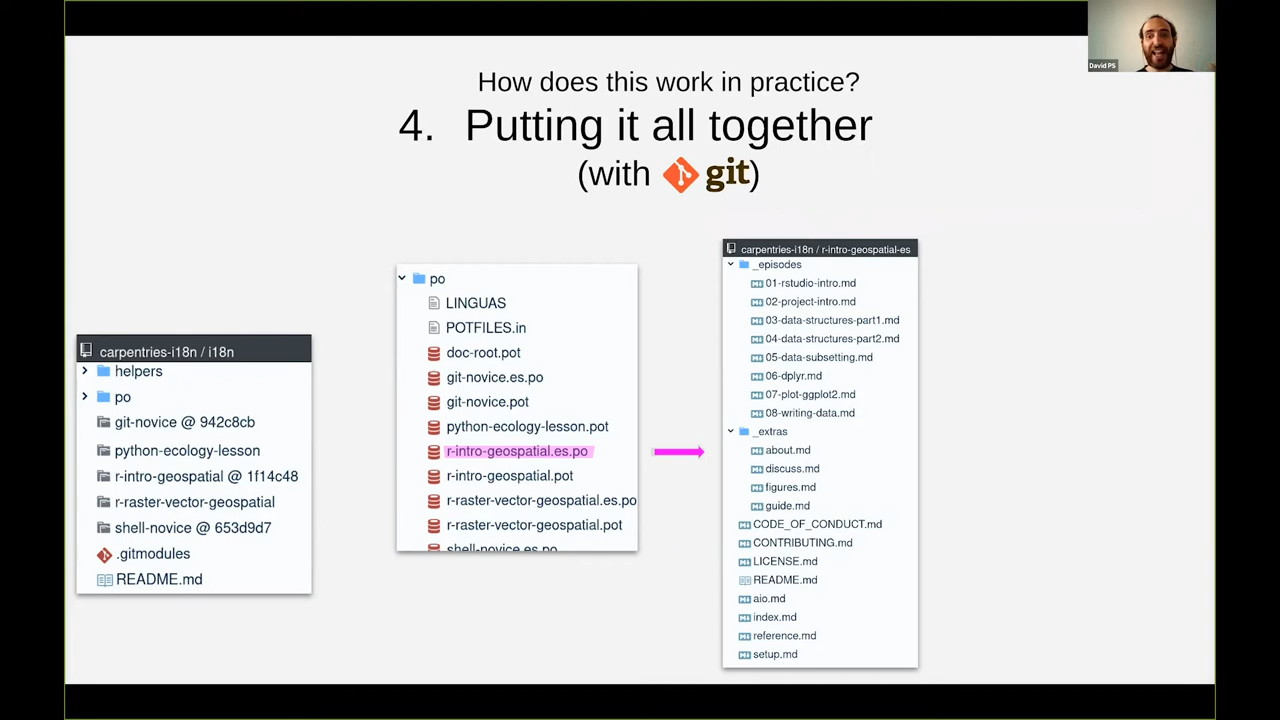 David PS
How does this work in practice?
4. Putting it all together
(with git)
carpentries-i18n / i18n
helpers
po
git-novice @ 942c8cb
python-ecology-lesson
r-intro-geospatial @ 1f14c48
r-raster-vector-geospatial
shell-novice @ 653d9d7
.gitmodules
README.md
po
LINGUAS
POTFILES.in
doc-root.pot
git-novice.es.po
git-novice.pot
python-ecology-lesson.pot
r-intro-geospatial.es.po
r-intro-geospatial.pot
r-raster-vector-geospatial.es.po
r-raster-vector-geospatial.pot
shell-novice.es.po
carpentries-i18n / r-intro-geospatial-es
_episodes
01-rstudio-intro.md
02-project-intro.md
03-data-structures-part1.md
04-data-structures-part2.md
05-data-subsetting.md
06-dplyr.md
07-plot-ggplot2.md
08-writing-data.md
_extras
about.md
discuss.md
figures.md
guide.md
CODE_OF_CONDUCT.md
CONTRIBUTING.md
LICENSE.md
README.md
aio.md
index.md
reference.md
setup.md